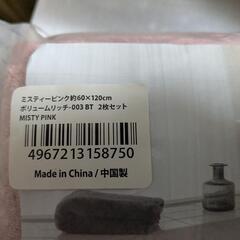 ミスティーピンク約60×120cm
ボリュームリッチ-003 BT 2枚セット
MISTY PINK
4967213158750
Made in China / 中国製